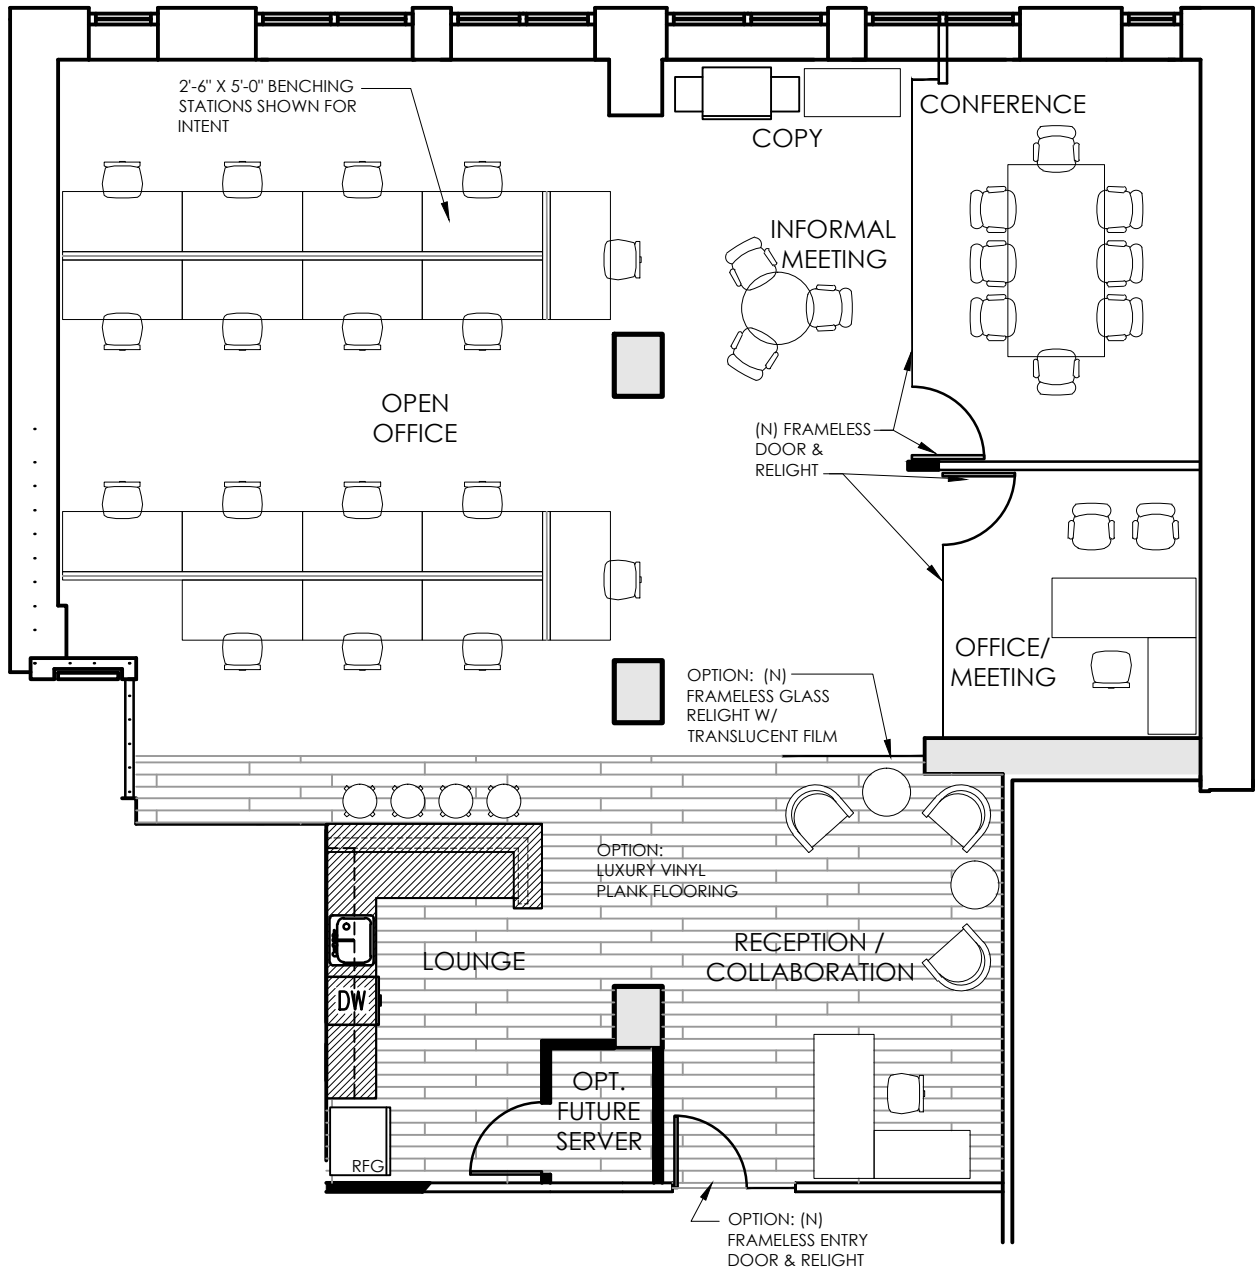 2'-6" X 5'-0" BENCHING
STATIONS SHOWN FOR
INTENT
COPY
CONFERENCE
INFORMAL
MEETING
OPEN
OFFICE
(N) FRAMELESS
DOOR &
RELIGHT
OFFICE/
MEETING
OPTION: (N)
FRAMELESS GLASS
RELIGHT W/
TRANSLUCENT FILM
OPTION:
LUXURY VINYL
PLANK FLOORING
LOUNGE
RECEPTION /
COLLABORATION
DW
OPT.
FUTURE
SERVER
RFG
OPTION: (N)
FRAMELESS ENTRY
DOOR & RELIGHT